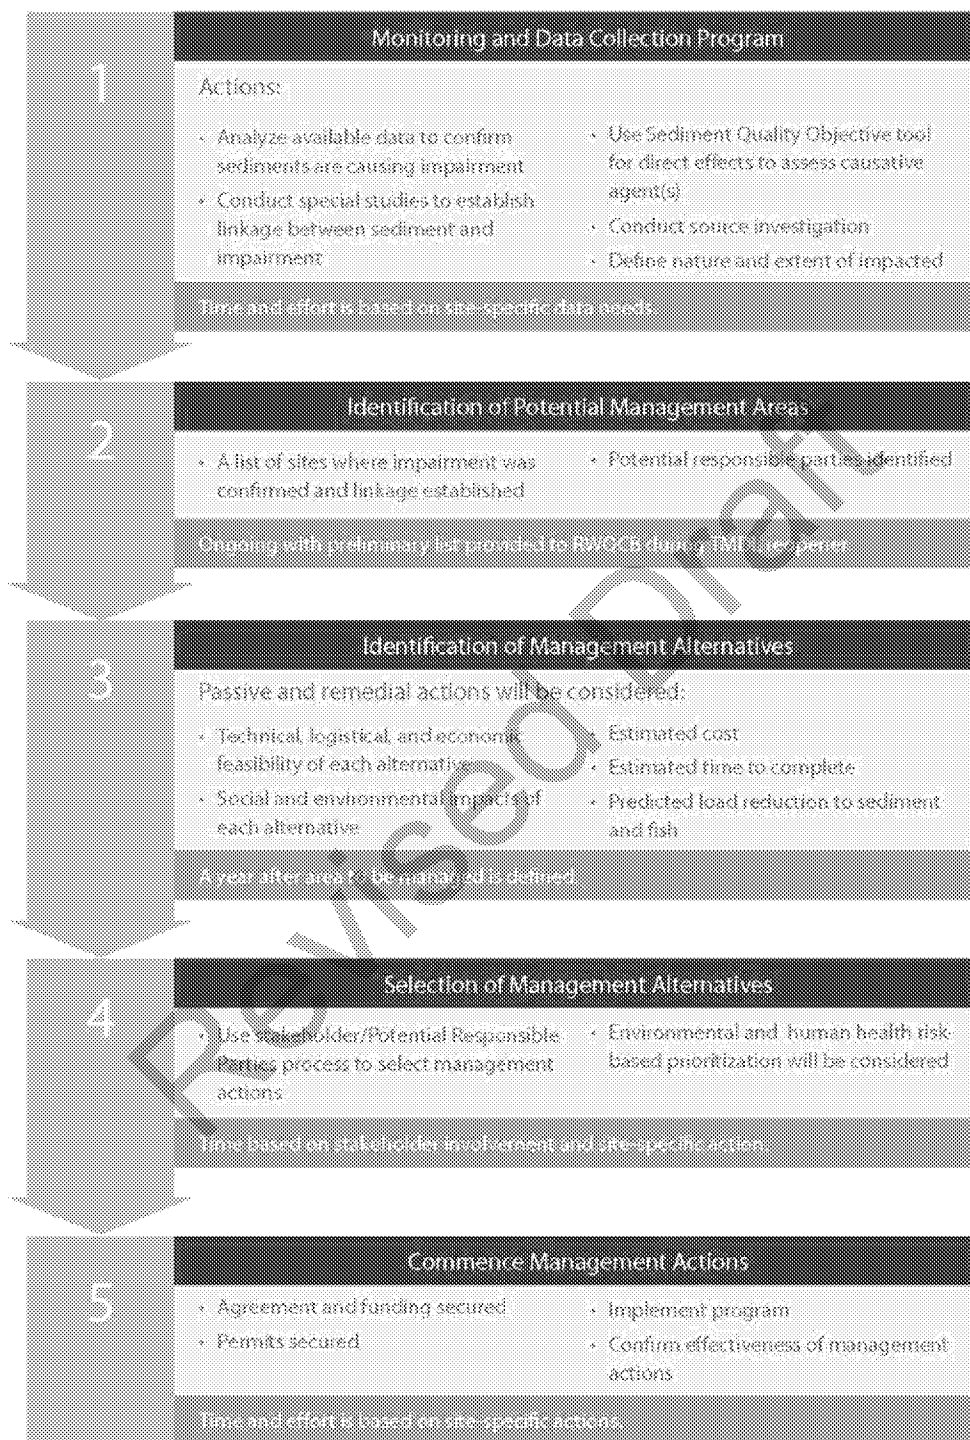 1
Monitoring and Data Collection Program
Actions:
• Analyze available data to confirm
sediments are causing impairment
• Conduct special studies to establish
linkage between sediment and
impairment
• Use Sediment Quality Objective tool
for direct effects to assess causative
agent(s)
• Conduct source investigation
• Define nature and extent of impacted
Time and effort is based on site-specific data needs
2
Identification of Potential Management Areas
• A list of sites where impairment was
confirmed and linkage established
• Potential responsible parties identified
Ongoing with preliminary list provided to RWQCB during TMDL reopener
3
Identification of Management Alternatives
Passive and remedial actions will be considered:
• Technical, logistical, and economic
feasibility of each alternative
• Social and environmental impacts of
each alternative
• Estimated cost
• Estimated time to complete
• Predicted load reduction to sediment
and fish
A year after area to be managed is defined.
4
Selection of Management Alternatives
• Use stakeholder/Potential Responsible
Parties process to select management
actions
• Environmental and human health risk-
based prioritization will be considered
Time based on stakeholder involvement and site-specific action.
5
Commence Management Actions
• Agreement and funding secured
• Permits secured
• Implement program
• Confirm effectiveness of management
actions
Time and effort is based on site-specific actions.
Revised Draft